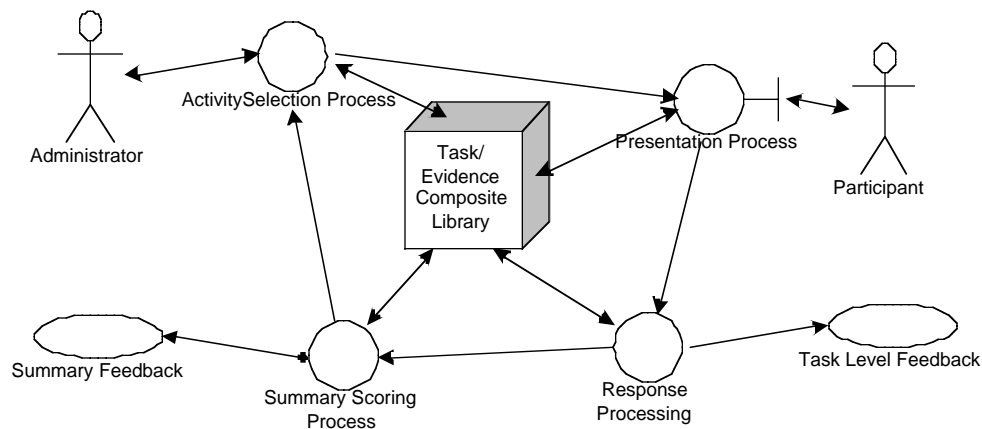 ActivitySelection Process
Administrator
Task/
Evidence
Composite
Library
Presentation Process
Participant
Summary Feedback
Summary Scoring
Process
Response
Processing
Task Level Feedback